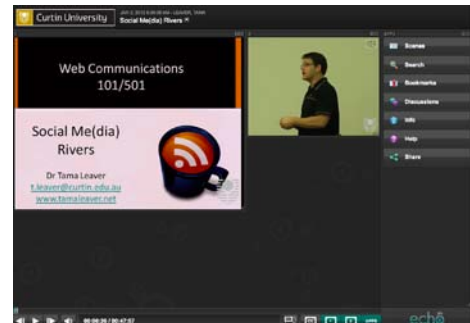 Curtin University
Social Me(dia) Rivers
Web Communications
101/501
Social Me(dia)
Rivers
Dr Tama Leaver
t.leaver@curtin.edu.au
www.tamaleaver.net
Scenes
Search
Bookmarks
Discussions
Info
Help
Share
echo